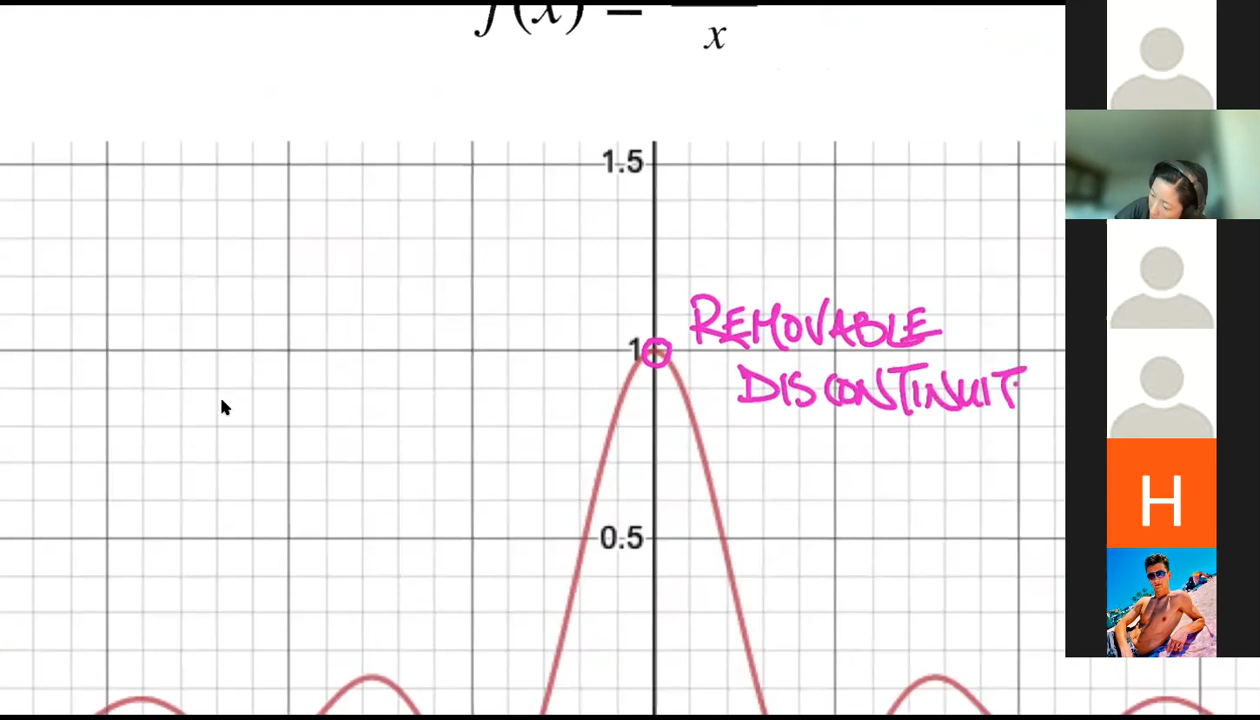 f(x) =
x
1.5
REMOVABLE
1
DISCONTINUIT
0.5
H